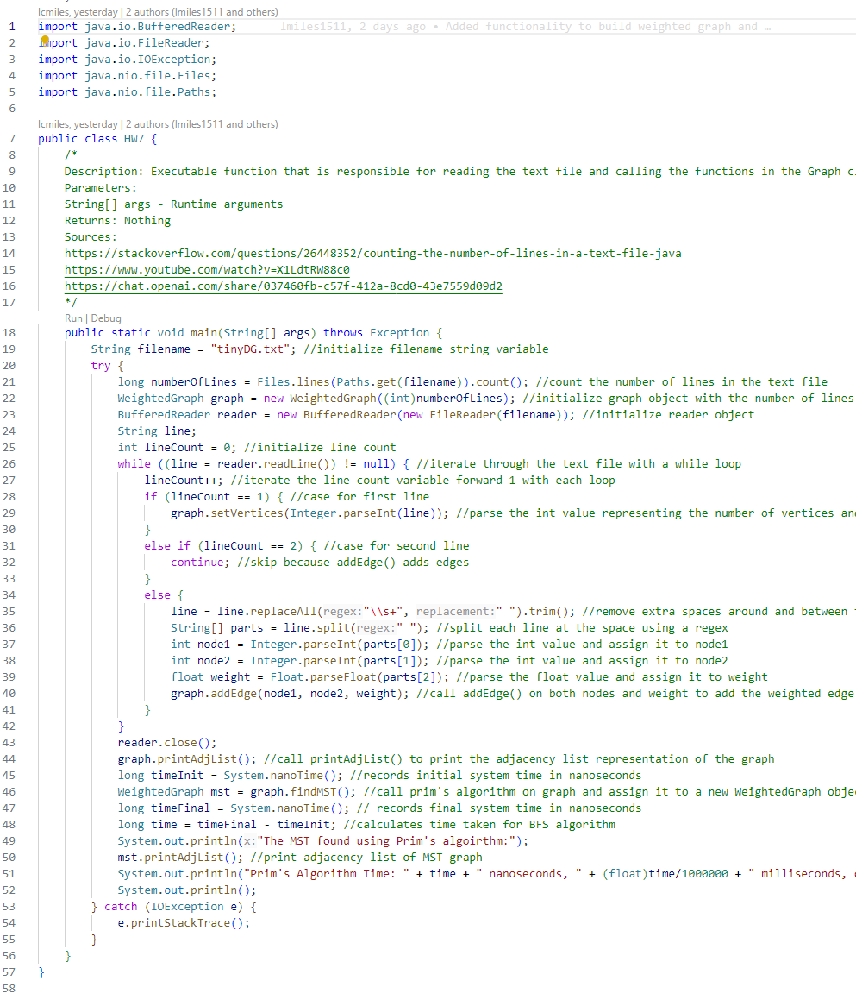 lcmiles, yesterday | 2 authors (lmiles1511 and others)
1 import java.io.BufferedReader; lmiles1511, 2 days ago • Added functionality to build weighted graph and …
2 import java.io.FileReader;
3 import java.io.IOException;
4 import java.nio.file.Files;
5 import java.nio.file.Paths;
6
lcmiles, yesterday | 2 authors (lmiles1511 and others)
7 public class HW7 {
8 /*
9 Description: Executable function that is responsible for reading the text file and calling the functions in the Graph cl
10 Parameters:
11 String[] args - Runtime arguments
12 Returns: Nothing
13 Sources:
14 https://stackoverflow.com/questions/26448352/counting-the-number-of-lines-in-a-text-file-java
15 https://www.youtube.com/watch?v=X1LdtRW88c0
16 https://chat.openai.com/share/037460fb-c57f-412a-8cd0-43e7559d09d2
17 */
Run | Debug
18 public static void main(String[] args) throws Exception {
19 String filename = "tinyDG.txt"; //initialize filename string variable
20 try {
21 long numberOfLines = Files.lines(Paths.get(filename)).count(); //count the number of lines in the text file
22 WeightedGraph graph = new WeightedGraph((int)numberOfLines); //initialize graph object with the number of lines
23 BufferedReader reader = new BufferedReader(new FileReader(filename)); //initialize reader object
24 String line;
25 int lineCount = 0; //initialize line count
26 while ((line = reader.readLine()) != null) { //iterate through the text file with a while loop
27 lineCount++; //iterate the line count variable forward 1 with each loop
28 if (lineCount == 1) { //case for first line
29 graph.setVertices(Integer.parseInt(line)); //parse the int value representing the number of vertices and
30 }
31 else if (lineCount == 2) { //case for second line
32 continue; //skip because addEdge() adds edges
33 }
34 else {
35 line = line.replaceAll(regex:"\\s+", replacement:" ").trim(); //remove extra spaces around and between
36 String[] parts = line.split(regex:" "); //split each line at the space using a regex
37 int node1 = Integer.parseInt(parts[0]); //parse the int value and assign it to node1
38 int node2 = Integer.parseInt(parts[1]); //parse the int value and assign it to node2
39 float weight = Float.parseFloat(parts[2]); //parse the float value and assign it to weight
40 graph.addEdge(node1, node2, weight); //call addEdge() on both nodes and weight to add the weighted edge
41 }
42 }
43 reader.close();
44 graph.printAdjList(); //call printAdjList() to print the adjacency list representation of the graph
45 long timeInit = System.nanoTime(); //records initial system time in nanoseconds
46 WeightedGraph mst = graph.findMST(); //call prim's algorithm on graph and assign it to a new WeightedGraph objec
47 long timeFinal = System.nanoTime(); // records final system time in nanoseconds
48 long time = timeFinal - timeInit; //calculates time taken for BFS algorithm
49 System.out.println(x:"The MST found using Prim's algoirthm:");
50 mst.printAdjList(); //print adjacency list of MST graph
51 System.out.println("Prim's Algorithm Time: " + time + " nanoseconds, " + (float)time/1000000 + " milliseconds,
52 System.out.println();
53 } catch (IOException e) {
54 e.printStackTrace();
55 }
56 }
57 }
58